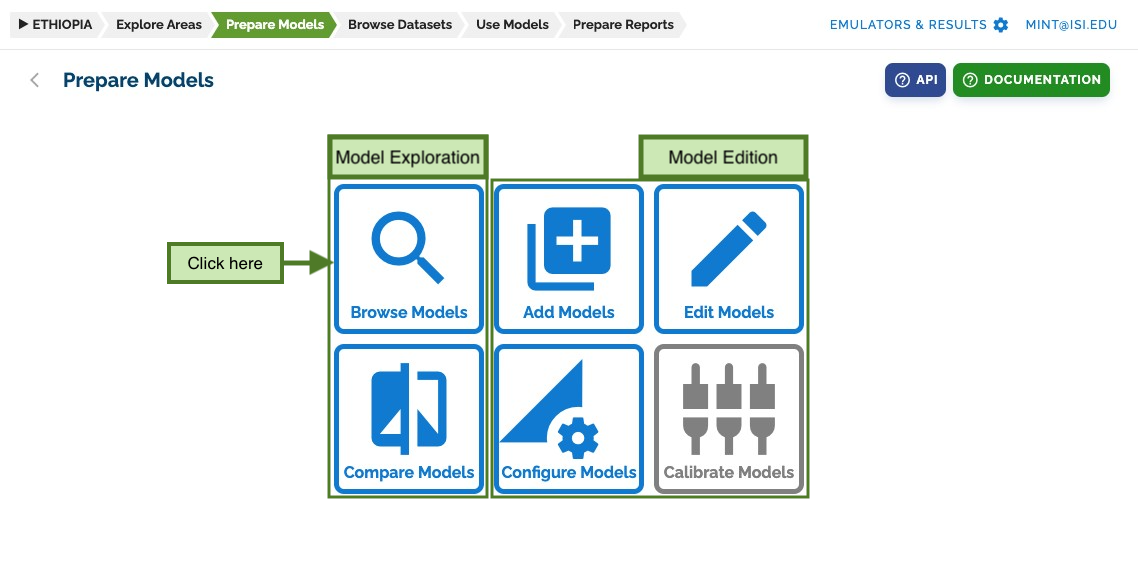 ETHIOPIA Explore Areas Prepare Models Browse Datasets Use Models Prepare Reports EMULATORS & RESULTS MINT@ISI.EDU
Prepare Models API DOCUMENTATION
Model Exploration Model Edition
Click here
Browse Models Add Models Edit Models
Compare Models Configure Models Calibrate Models